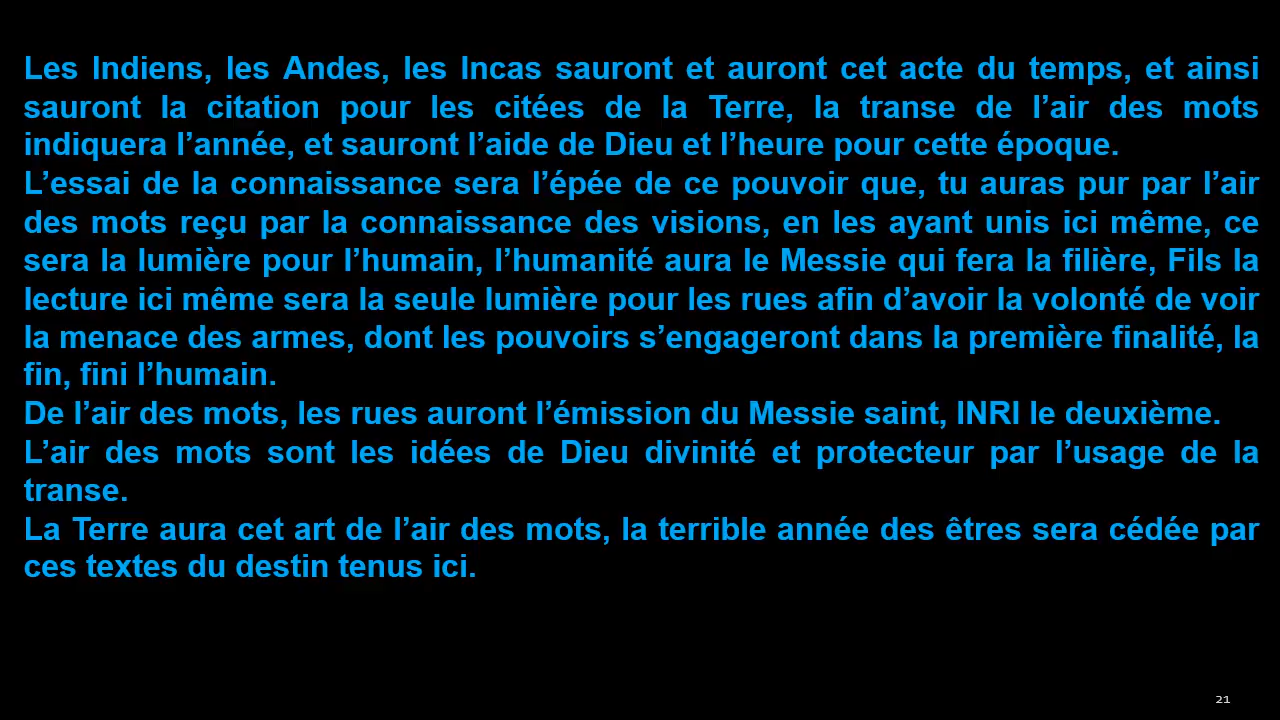 Les Indiens, les Andes, les Incas sauront et auront cet acte du temps, et ainsi
sauront la citation pour les citées de la Terre, la transe de l’air des mots
indiquera l’année, et sauront l’aide de Dieu et l’heure pour cette époque.
L’essai de la connaissance sera l’épée de ce pouvoir que, tu auras pur par l’air
des mots reçu par la connaissance des visions, en les ayant unis ici même, ce
sera la lumière pour l’humain, l’humanité aura le Messie qui fera la filière, Fils la
lecture ici même sera la seule lumière pour les rues afin d’avoir la volonté de voir
la menace des armes, dont les pouvoirs s’engageront dans la première finalité, la
fin, fini l’humain.
De l’air des mots, les rues auront l’émission du Messie saint, INRI le deuxième.
L’air des mots sont les idées de Dieu divinité et protecteur par l’usage de la
transe.
La Terre aura cet art de l’air des mots, la terrible année des êtres sera cédée par
ces textes du destin tenus ici.
21